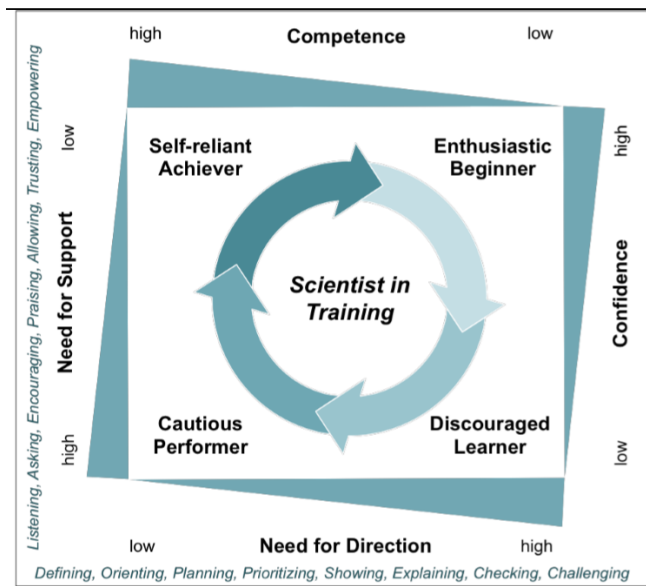 high Competence low
Listening, Asking, Encouraging, Praising, Allowing, Trusting, Empowering
low
Need for Support
high
Self-reliant
Achiever
Enthusiastic
Beginner
high
Confidence
low
Scientist in
Training
Cautious
Performer
Discouraged
Learner
low Need for Direction high
Defining, Orienting, Planning, Prioritizing, Showing, Explaining, Checking, Challenging